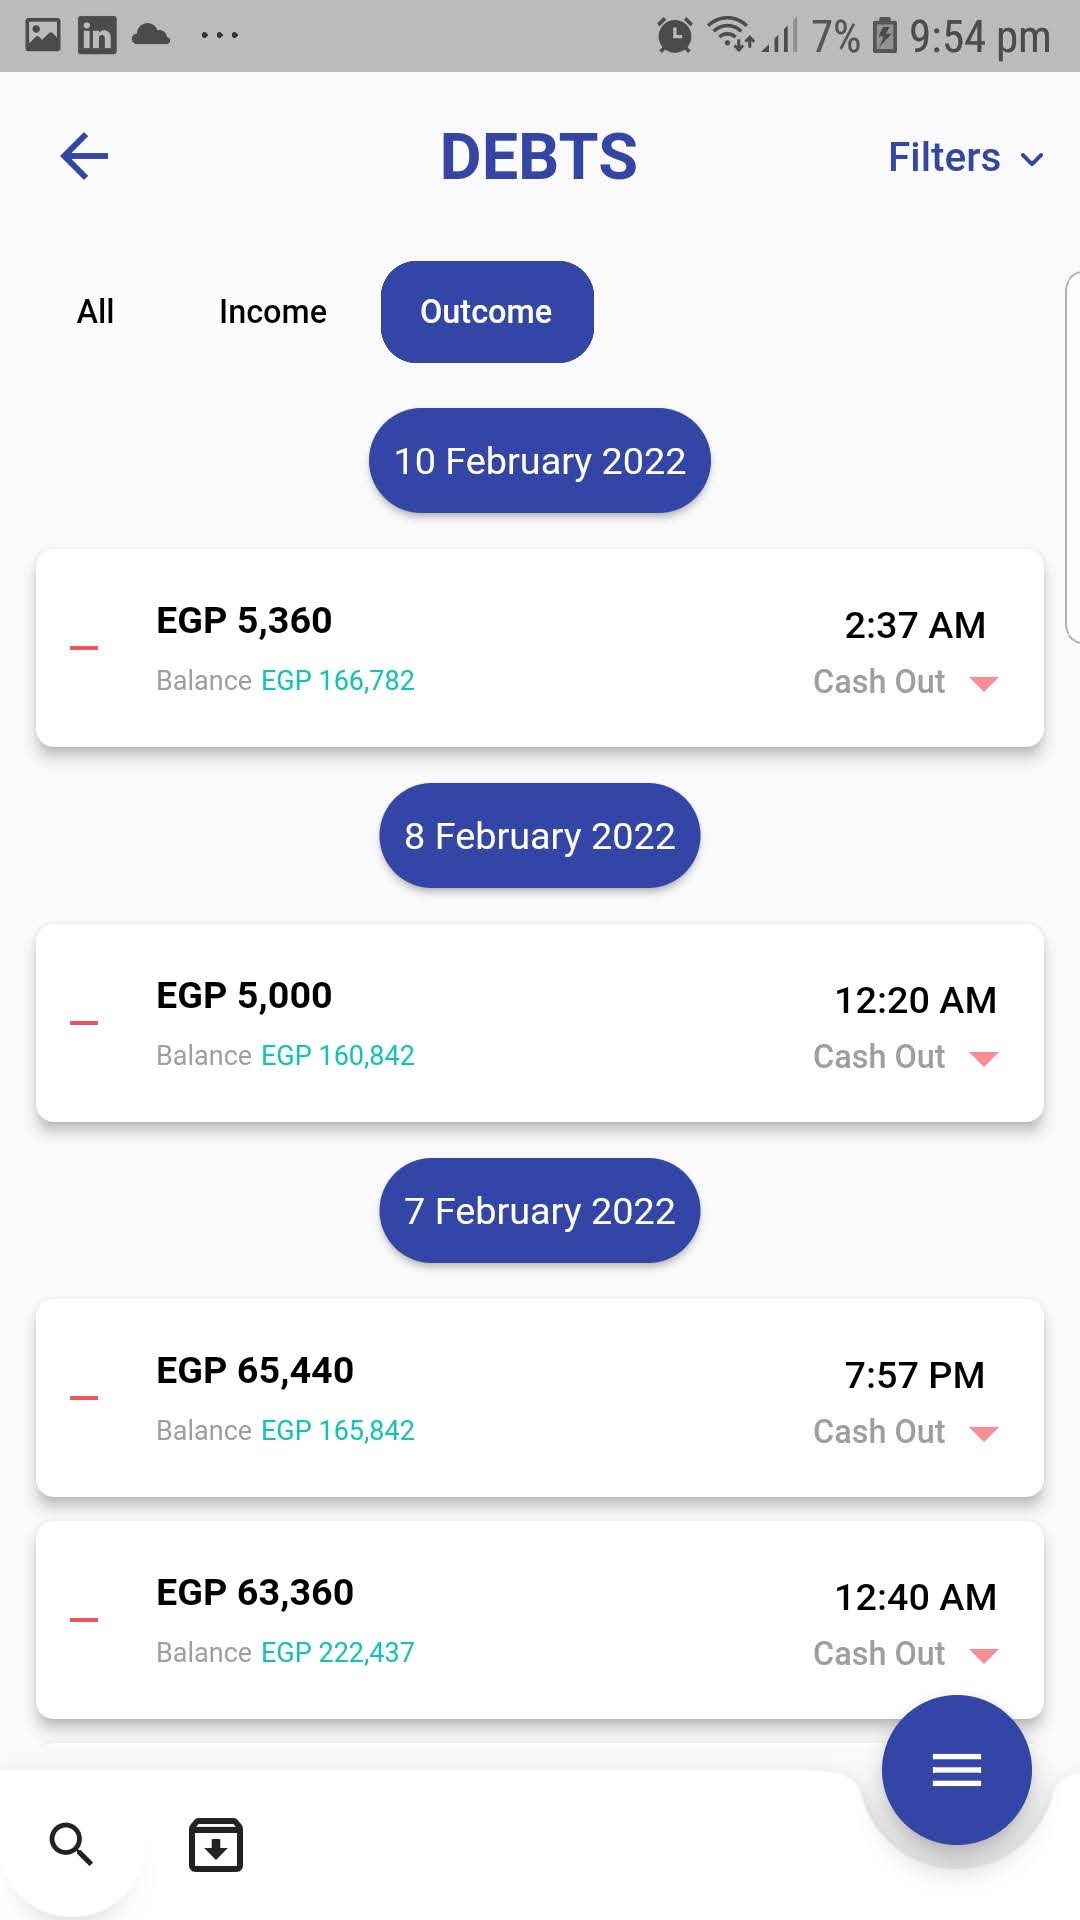 in
7% 9:54 pm
DEBTS
Filters
All Income Outcome
10 February 2022
EGP 5,360
2:37 AM
Balance EGP 166,782
Cash Out
8 February 2022
EGP 5,000
12:20 AM
Balance EGP 160,842
Cash Out
7 February 2022
EGP 65,440
7:57 PM
Balance EGP 165,842
Cash Out
EGP 63,360
12:40 AM
Balance EGP 222,437
Cash Out